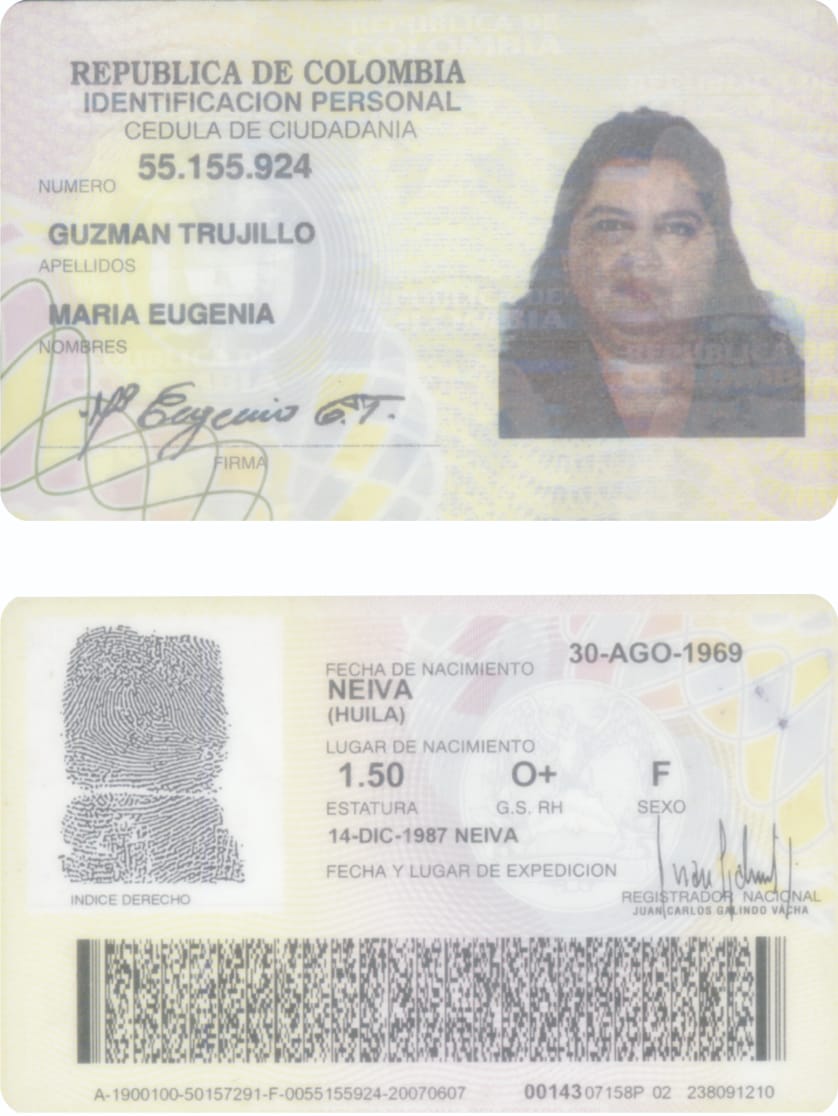 REPUBLICA DE COLOMBIA
IDENTIFICACION PERSONAL
CEDULA DE CIUDADANIA
NUMERO 55.155.924
GUZMAN TRUJILLO
APELLIDOS
MARIA EUGENIA
NOMBRES
Mª Eugenia G.T.
FIRMA
30-AGO-1969
FECHA DE NACIMIENTO
NEIVA
(HUILA)
LUGAR DE NACIMIENTO
1.50 O+ F
ESTATURA G.S. RH SEXO
14-DIC-1987 NEIVA
FECHA Y LUGAR DE EXPEDICION
INDICE DERECHO
REGISTRADOR NACIONAL
JUAN CARLOS GALINDO VACHA
A-1900100-50157291-F-0055155924-20070607 00143 07158P 02 238091210